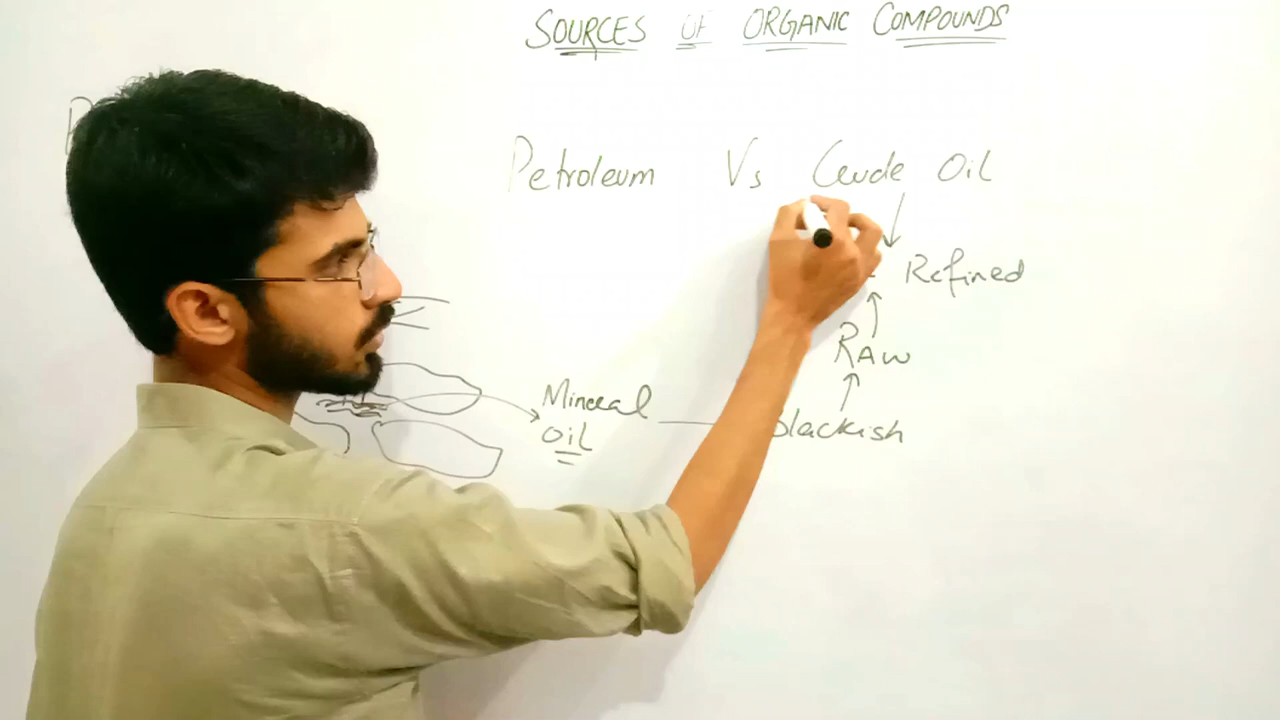 SOURCES OF ORGANIC COMPOUNDS
Petroleum Vs Crude Oil
Refined
RAW
Mineral
Oil
Blackish